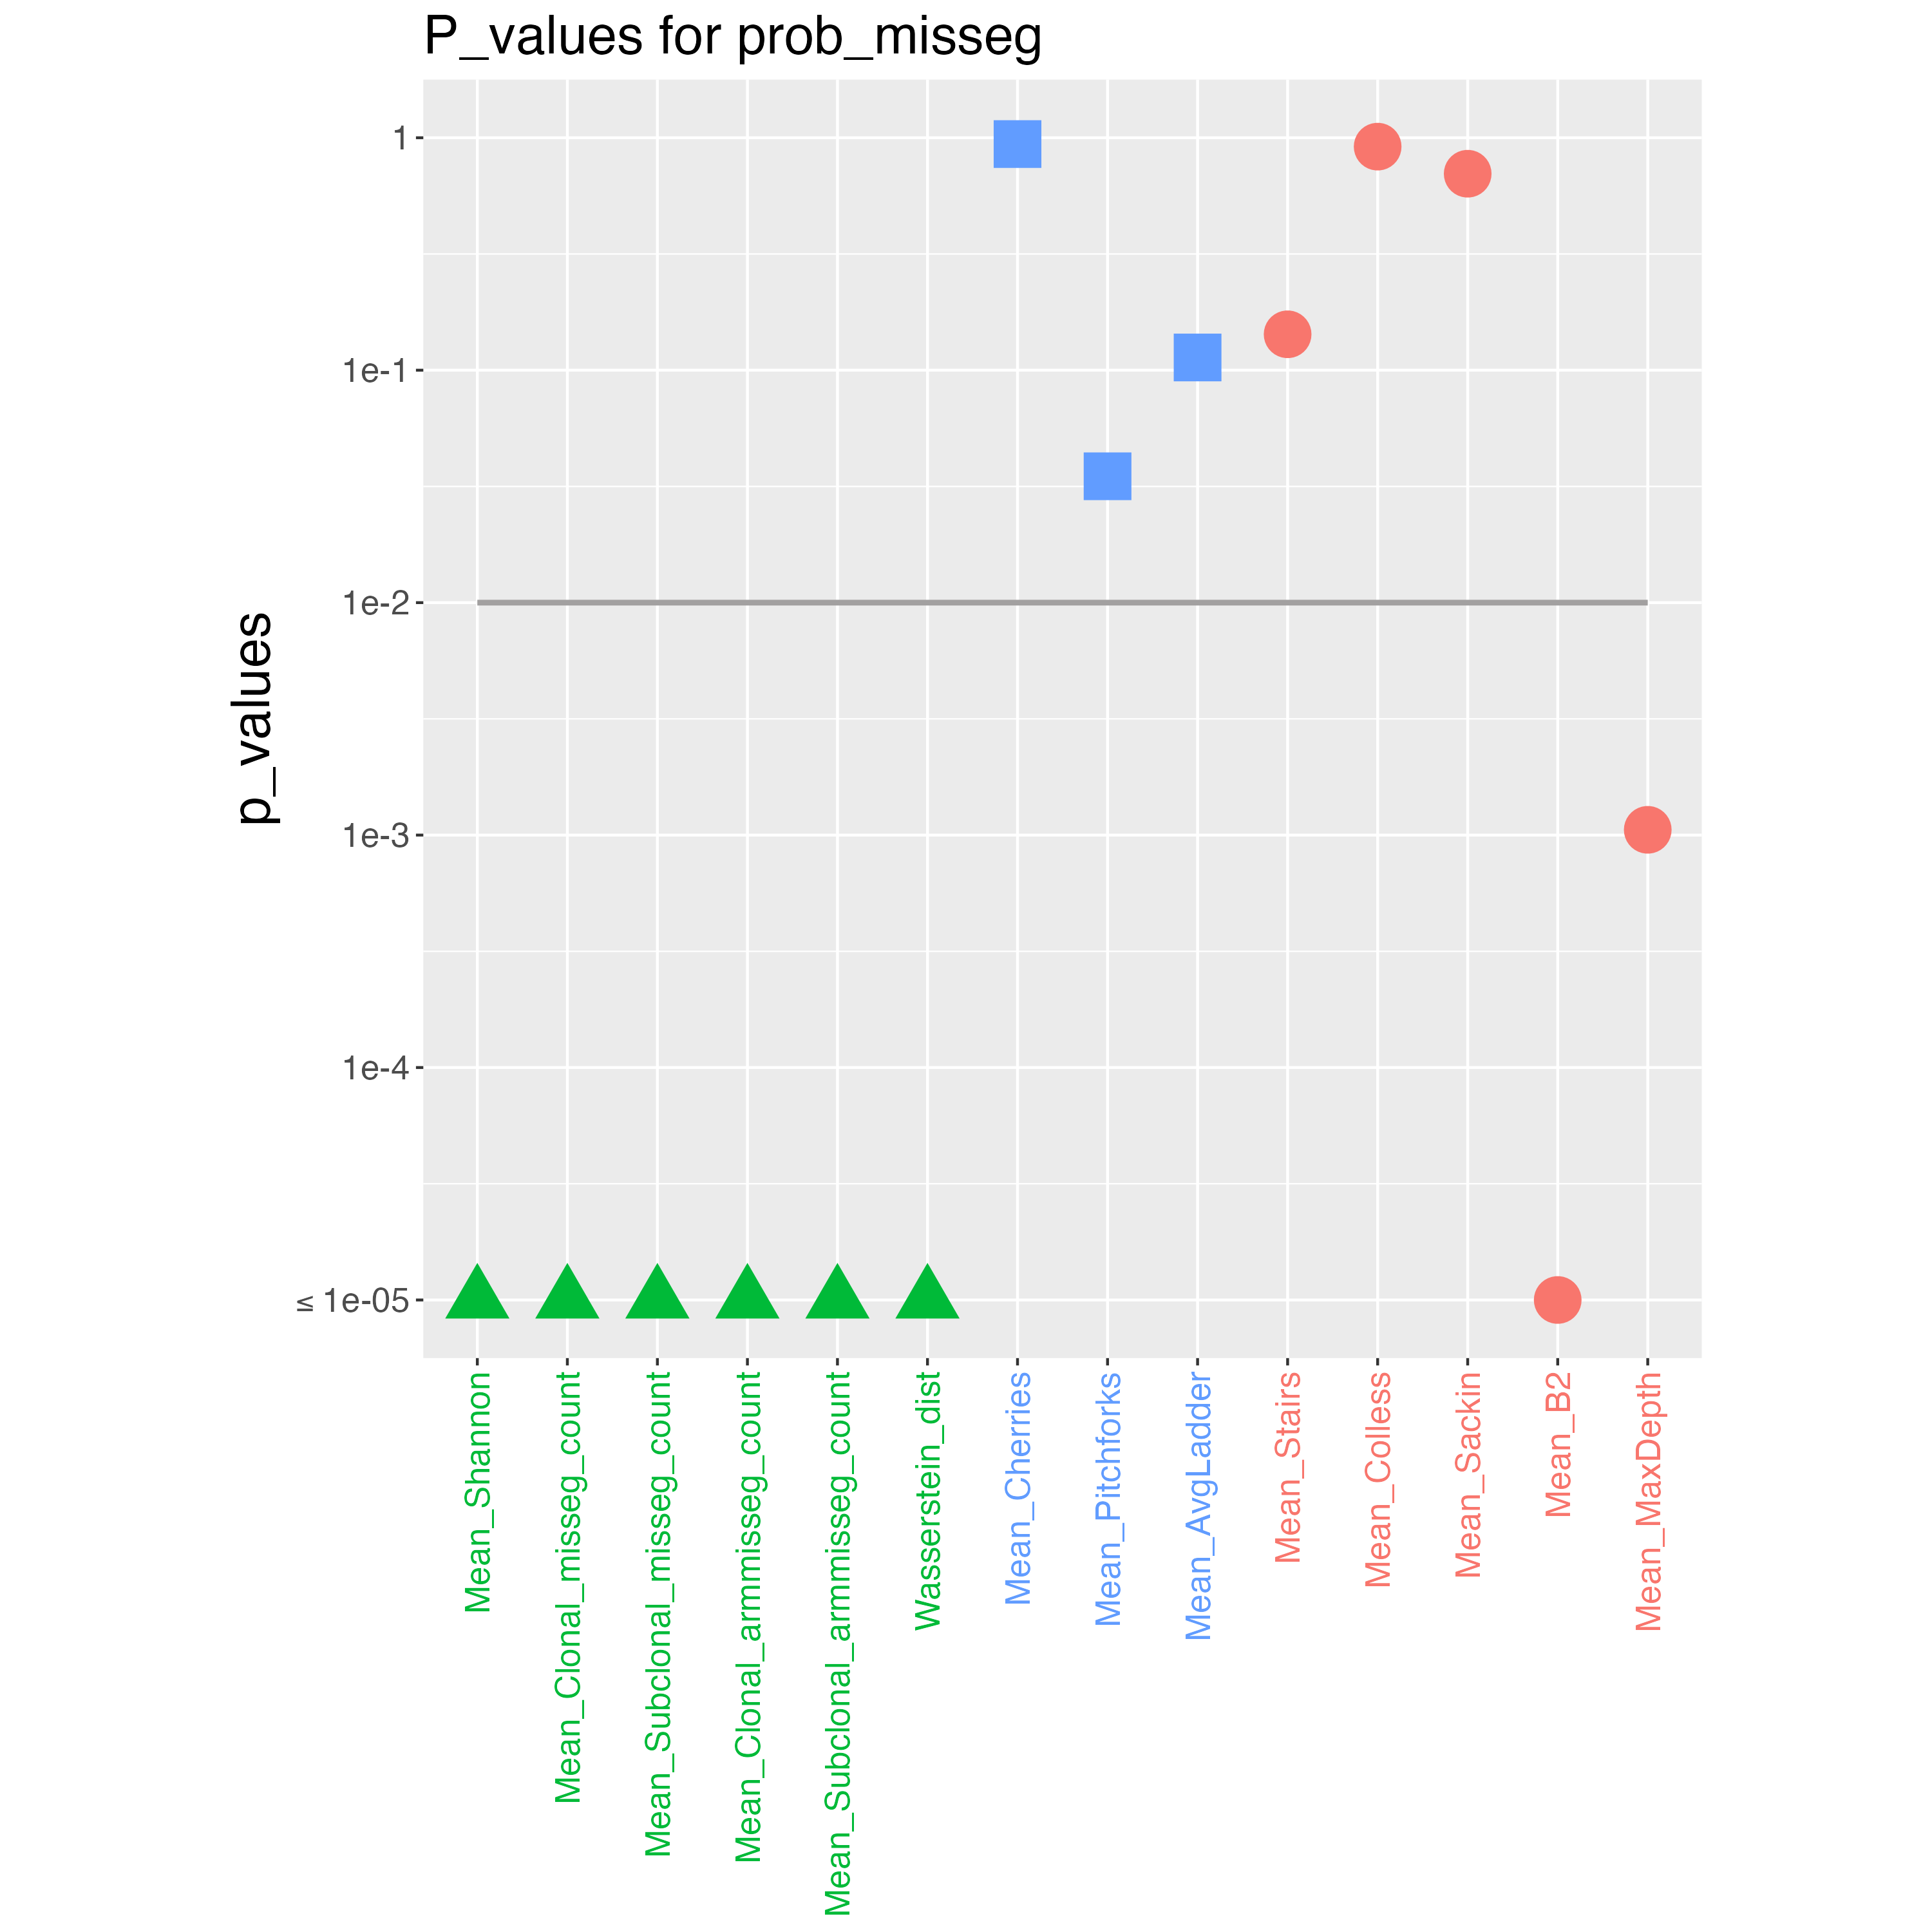 P_values for prob_misseg
p_values
1
1e-1
1e-2
1e-3
1e-4
≤ 1e-05
Mean_Shannon
Mean_Clonal_misseg_count
Mean_Subclonal_misseg_count
Mean_Clonal_armmisseg_count
Mean_Subclonal_armmisseg_count
Wasserstein_dist
Mean_Cherries
Mean_Pitchforks
Mean_AvgLadder
Mean_Stairs
Mean_Colless
Mean_Sackin
Mean_B2
Mean_MaxDepth